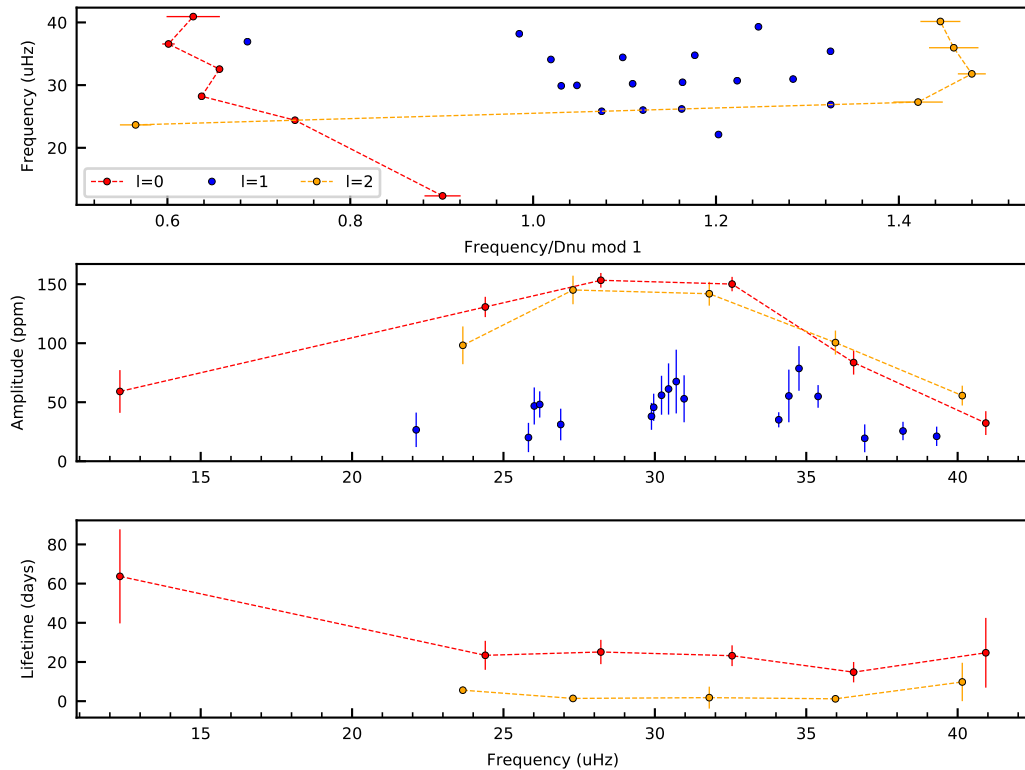 Frequency (uHz)
40
30
20
l=0 l=1 l=2
0.6 0.8 1.0 1.2 1.4
Frequency/Dnu mod 1
Amplitude (ppm)
150
100
50
0
15 20 25 30 35 40
Lifetime (days)
80
60
40
20
0
15 20 25 30 35 40
Frequency (uHz)